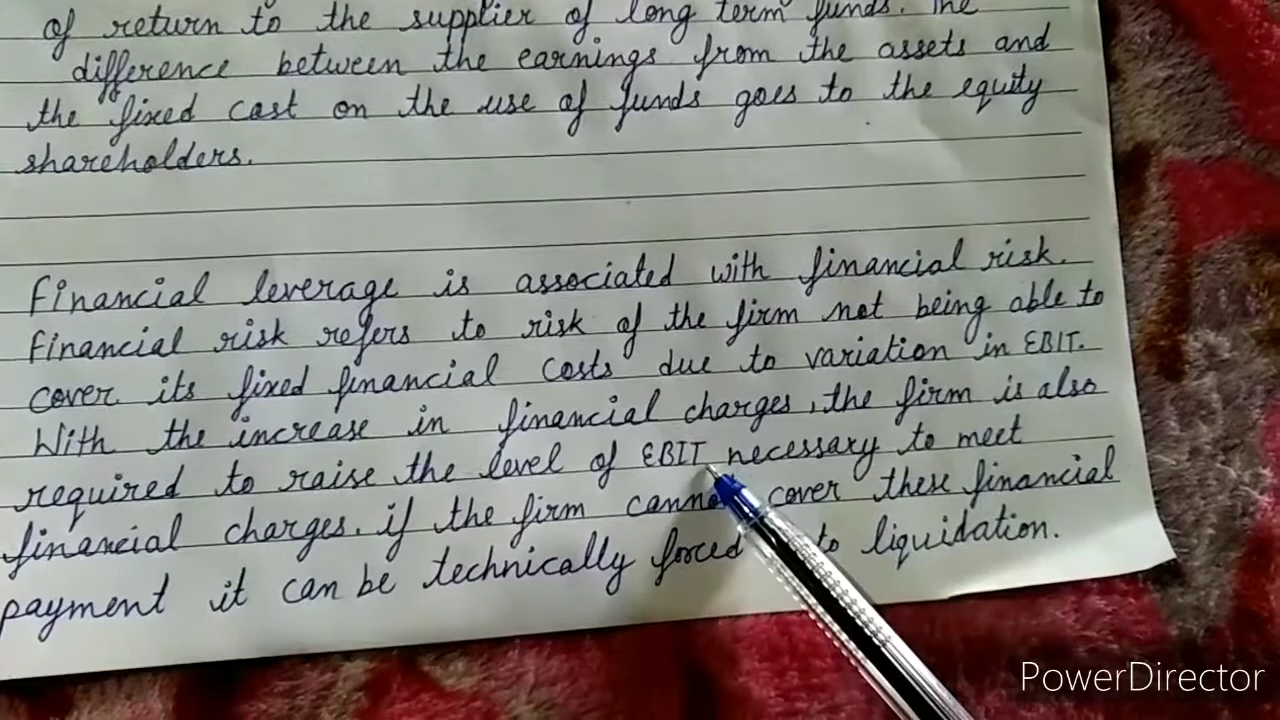 of return to the supplier of long term funds. The
difference between the earnings from the assets and
the fixed cost on the use of funds goes to the equity
shareholders.
Financial leverage is associated with financial risk.
Financial risk refers to risk of the firm not being able to
cover its fixed financial costs due to variation in EBIT.
With the increase in financial charges, the firm is also
required to raise the level of EBIT necessary to meet
financial charges. if the firm cannot cover these financial
payment it can be technically forced to liquidation.
PowerDirector